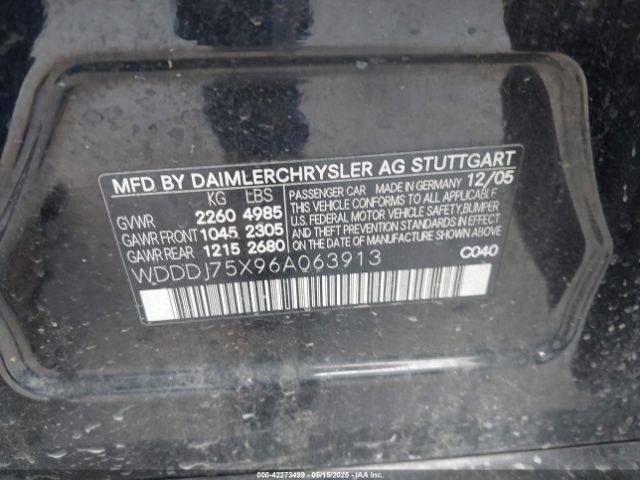 MFD BY DAIMLERCHRYSLER AG STUTTGART
KG LBS
GVWR 2260 4985
GAWR FRONT 1045 2305
GAWR REAR 1215 2680
PASSENGER CAR MADE IN GERMANY 12/05
THIS VEHICLE CONFORMS TO ALL APPLICABLE
U.S. FEDERAL MOTOR VEHICLE SAFETY, BUMPER
AND THEFT PREVENTION STANDARDS IN
EFFECT ON THE DATE OF MANUFACTURE
SHOWN ABOVE
WDDDJ75X96A063913
C040
000-42273499 - 05/15/2025 - IAAI.COM